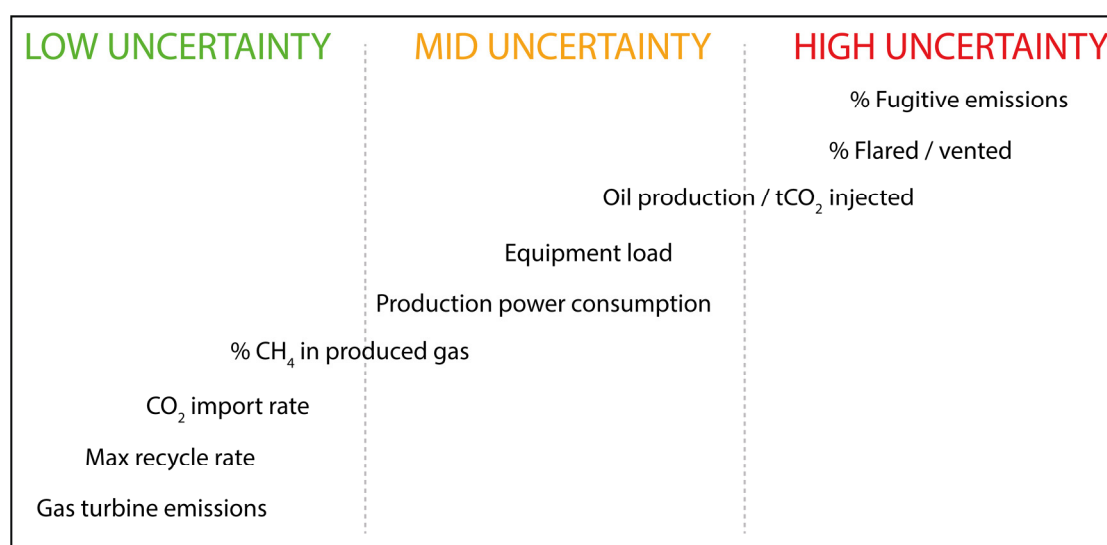 LOW UNCERTAINTY
MID UNCERTAINTY
HIGH UNCERTAINTY
% Fugitive emissions
% Flared / vented
Oil production / tCO₂ injected
Equipment load
Production power consumption
% CH₄ in produced gas
CO₂ import rate
Max recycle rate
Gas turbine emissions